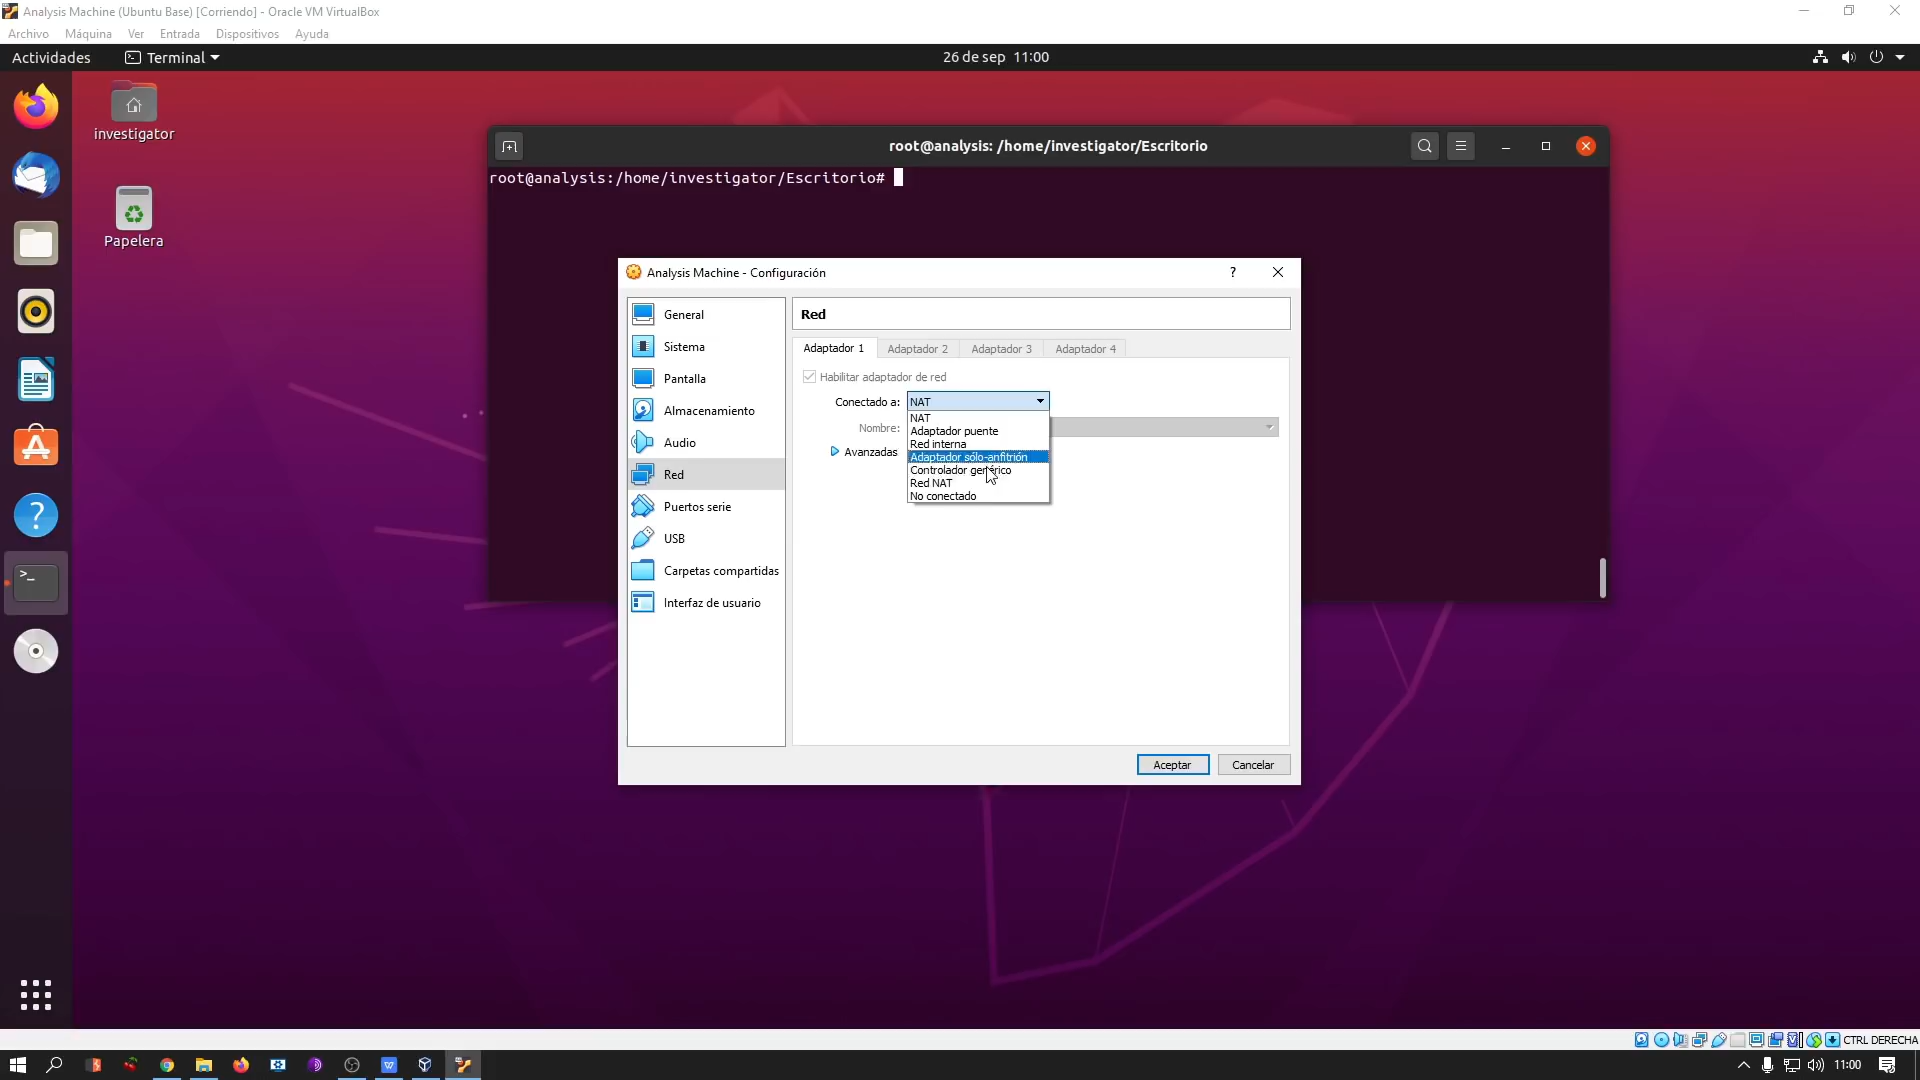 Analysis Machine (Ubuntu Base) [Corriendo] - Oracle VM VirtualBox
Archivo Máquina Ver Entrada Dispositivos Ayuda
Actividades Terminal 26 de sep 11:00
investigator
Papelera
root@analysis: /home/investigator/Escritorio
root@analysis:/home/investigator/Escritorio#
Analysis Machine - Configuración ?
General
Sistema
Pantalla
Almacenamiento
Audio
Red
Puertos serie
USB
Carpetas compartidas
Interfaz de usuario
Red
Adaptador 1 Adaptador 2 Adaptador 3 Adaptador 4
Habilitar adaptador de red
Conectado a: NAT
NAT
Adaptador puente
Nombre:
Red interna
Avanzadas
Adaptador sólo-anfitrión
Controlador genérico
Red NAT
No conectado
Aceptar Cancelar
CTRL DERECHA
11:00